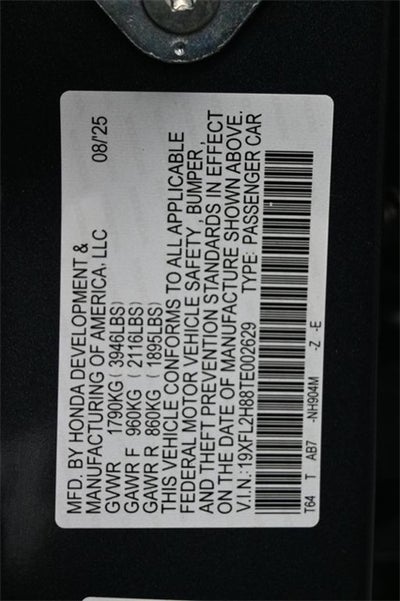 MFD. BY HONDA DEVELOPMENT &
MANUFACTURING OF AMERICA, LLC 08/'25
GVWR 1790KG ( 3946LBS)
GAWR F 960KG ( 2116LBS)
GAWR R 860KG ( 1895LBS)
THIS VEHICLE CONFORMS TO ALL APPLICABLE
FEDERAL MOTOR VEHICLE SAFETY, BUMPER,
AND THEFT PREVENTION STANDARDS IN EFFECT
ON THE DATE OF MANUFACTURE SHOWN ABOVE.
V.I.N.:19XFL2H88TE002629 TYPE: PASSENGER CAR
T64 T AB7 -NH904M -Z -E